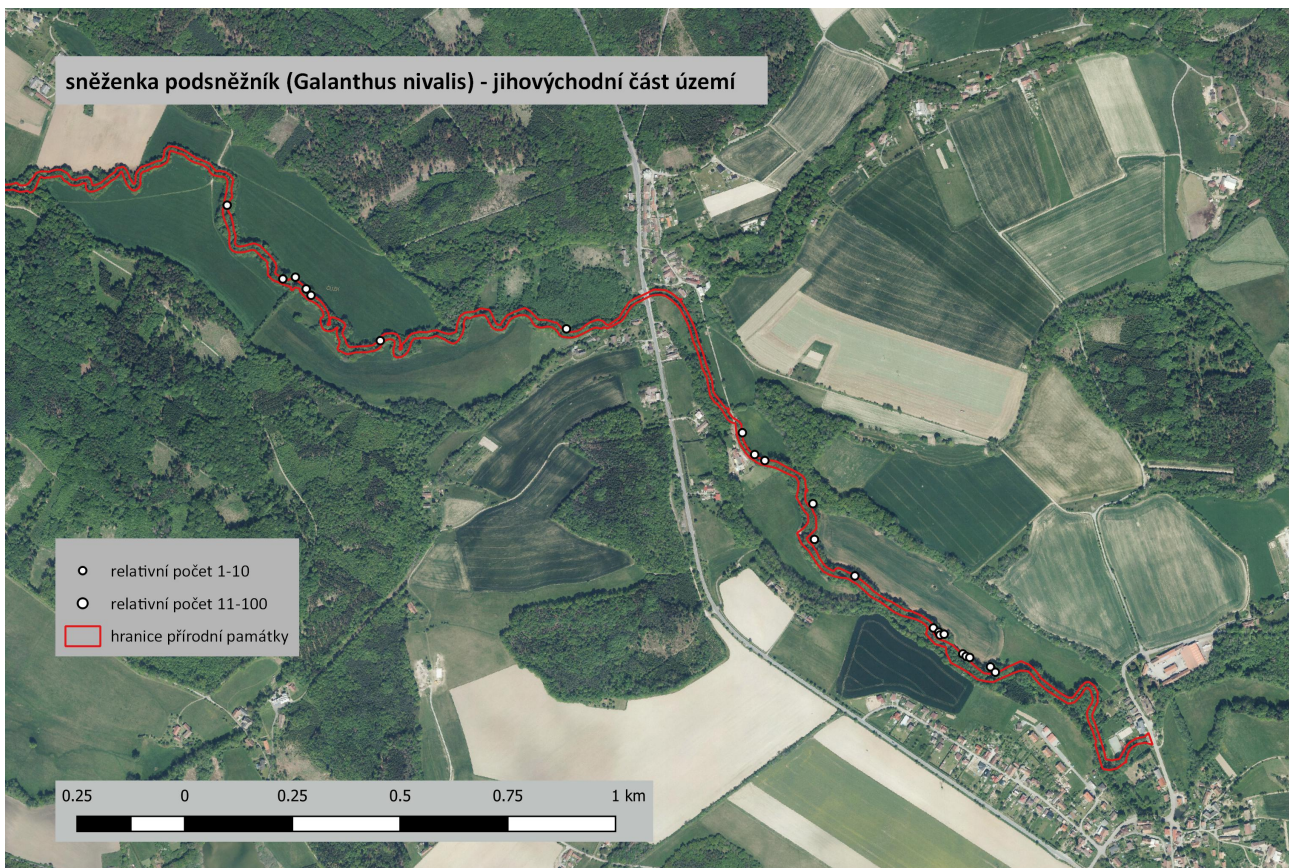 sněženka podsněžník (Galanthus nivalis) - jihovýchodní část území
relativní počet 1-10
relativní počet 11-100
hranice přírodní památky
0.25 0 0.25 0.5 0.75 1 km